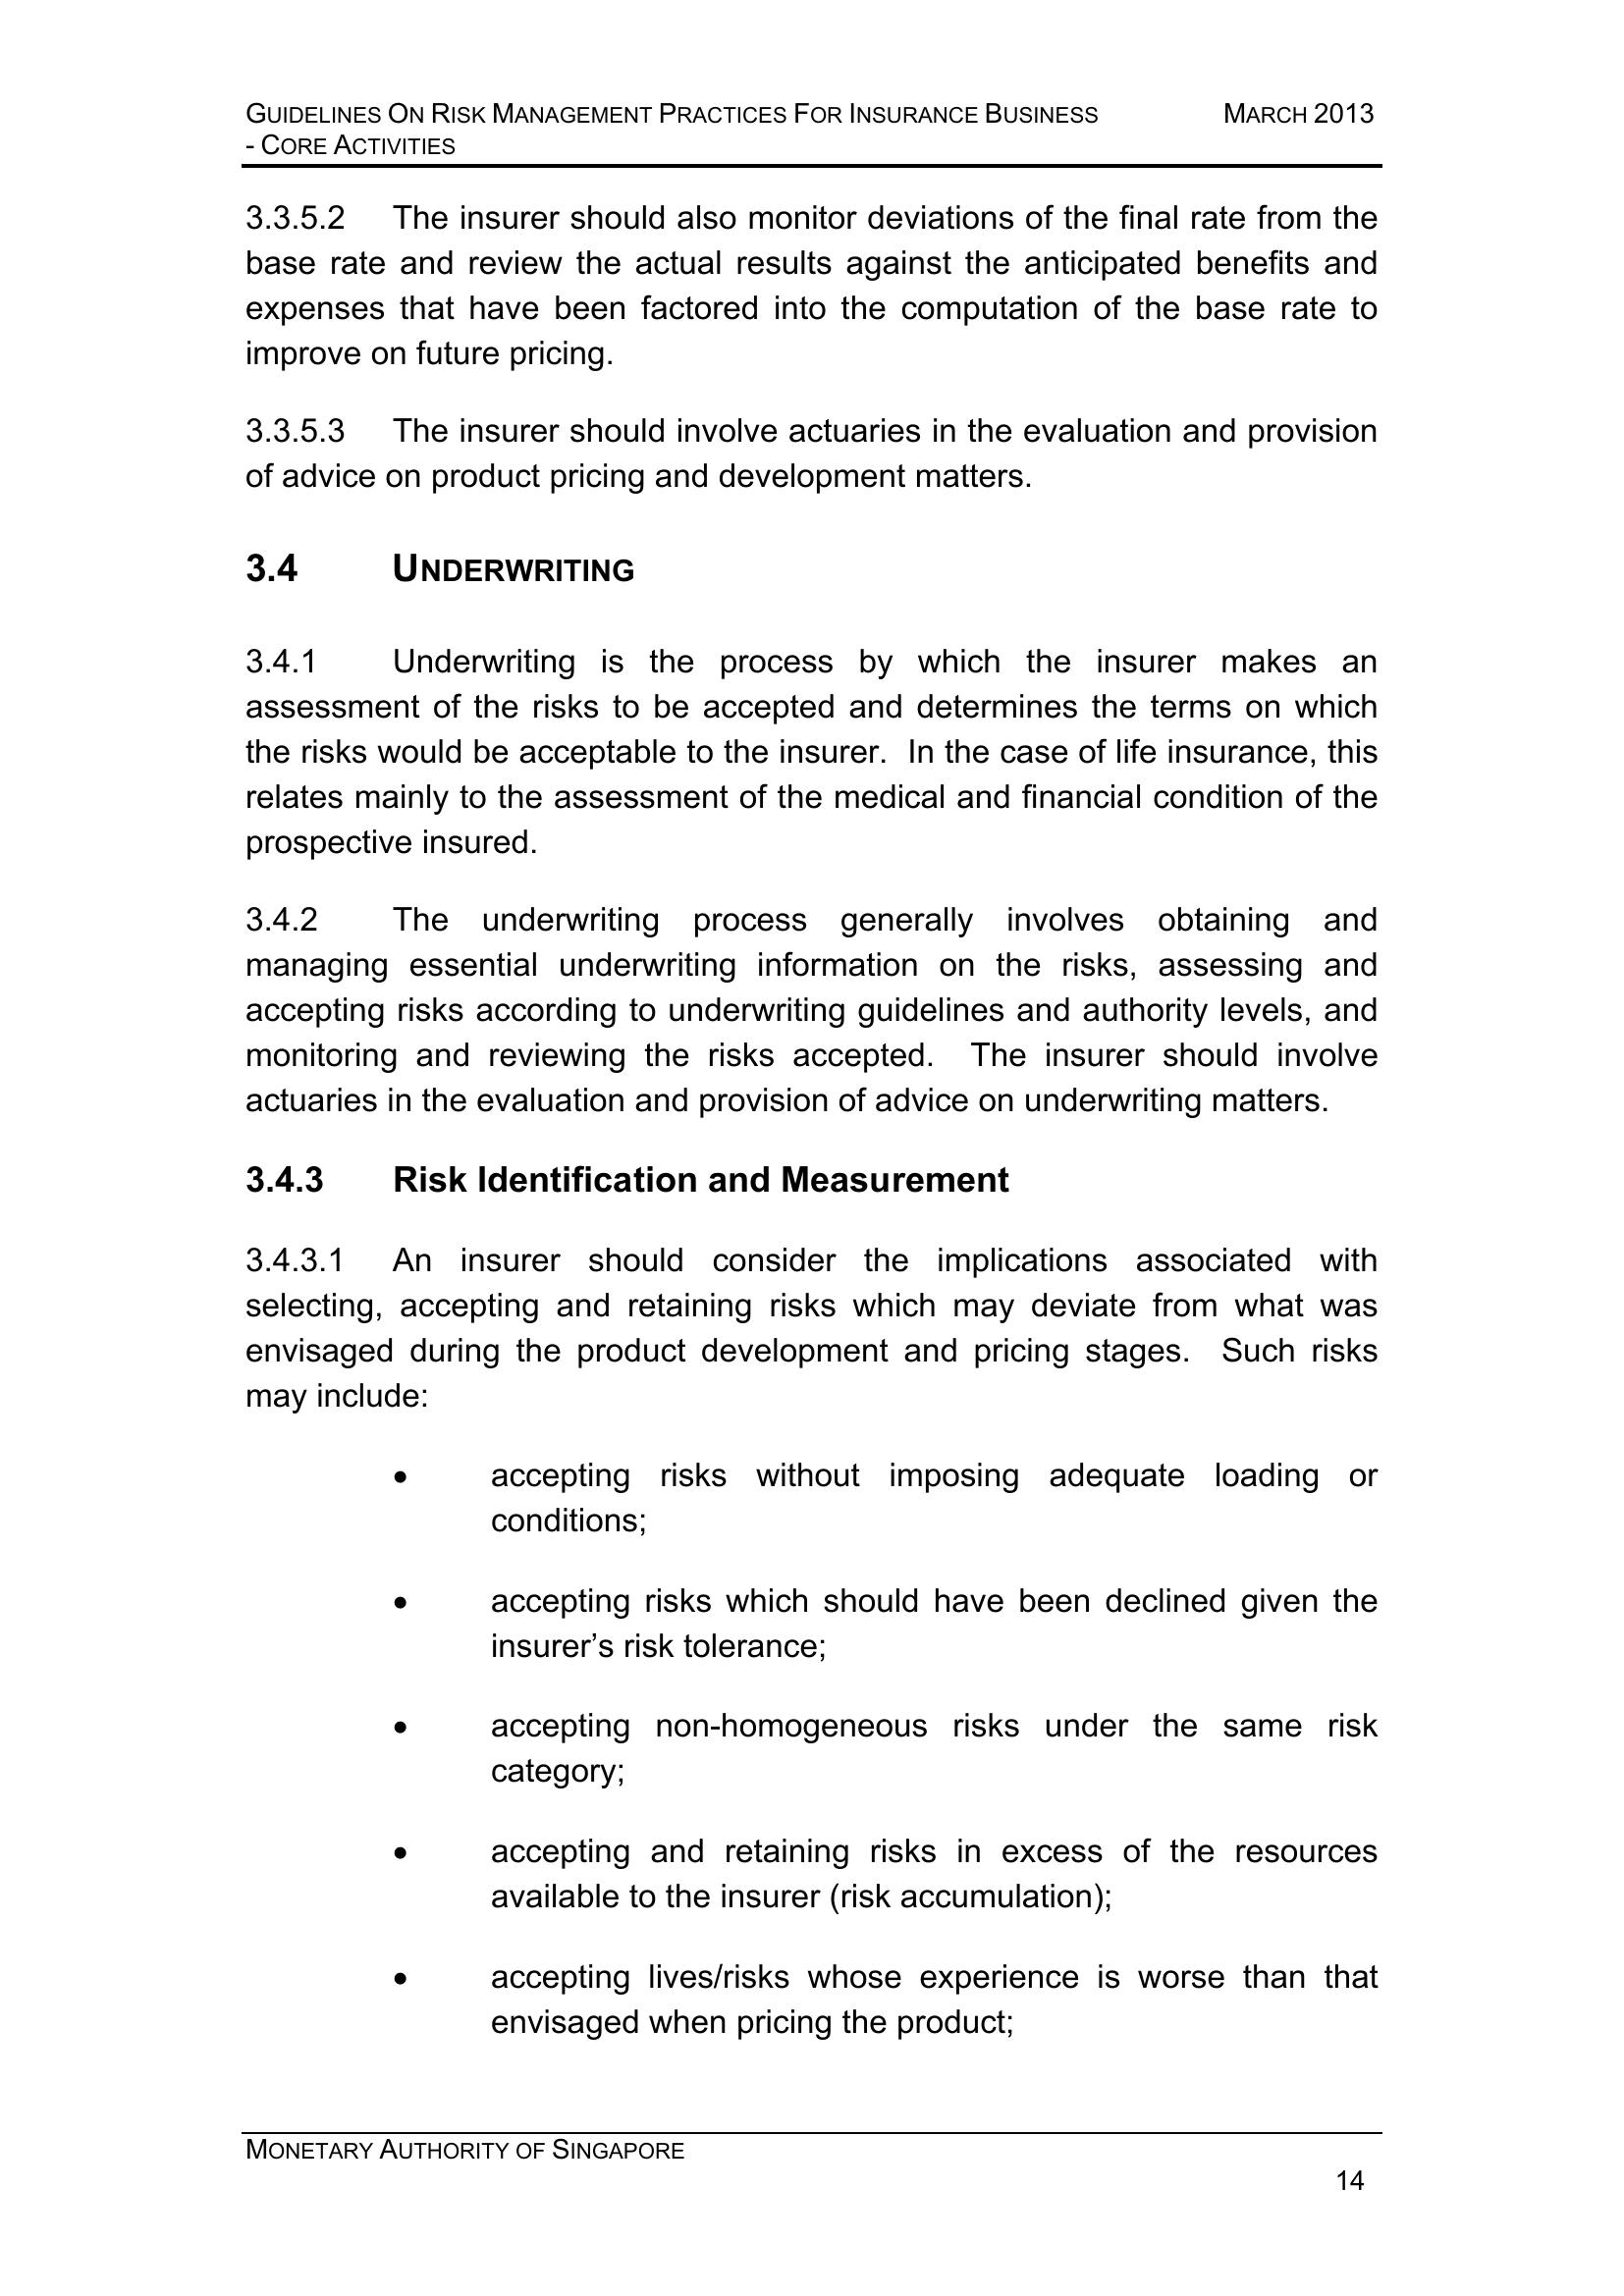 GUIDELINES ON RISK MANAGEMENT PRACTICES FOR INSURANCE BUSINESS MARCH 2013
- CORE ACTIVITIES
3.3.5.2 The insurer should also monitor deviations of the final rate from the
base rate and review the actual results against the anticipated benefits and
expenses that have been factored into the computation of the base rate to
improve on future pricing.
3.3.5.3 The insurer should involve actuaries in the evaluation and provision
of advice on product pricing and development matters.
3.4 UNDERWRITING
3.4.1 Underwriting is the process by which the insurer makes an
assessment of the risks to be accepted and determines the terms on which
the risks would be acceptable to the insurer. In the case of life insurance, this
relates mainly to the assessment of the medical and financial condition of the
prospective insured.
3.4.2 The underwriting process generally involves obtaining and
managing essential underwriting information on the risks, assessing and
accepting risks according to underwriting guidelines and authority levels, and
monitoring and reviewing the risks accepted. The insurer should involve
actuaries in the evaluation and provision of advice on underwriting matters.
3.4.3 Risk Identification and Measurement
3.4.3.1 An insurer should consider the implications associated with
selecting, accepting and retaining risks which may deviate from what was
envisaged during the product development and pricing stages. Such risks
may include:
• accepting risks without imposing adequate loading or
conditions;
• accepting risks which should have been declined given the
insurer’s risk tolerance;
• accepting non-homogeneous risks under the same risk
category;
• accepting and retaining risks in excess of the resources
available to the insurer (risk accumulation);
• accepting lives/risks whose experience is worse than that
envisaged when pricing the product;
MONETARY AUTHORITY OF SINGAPORE
14